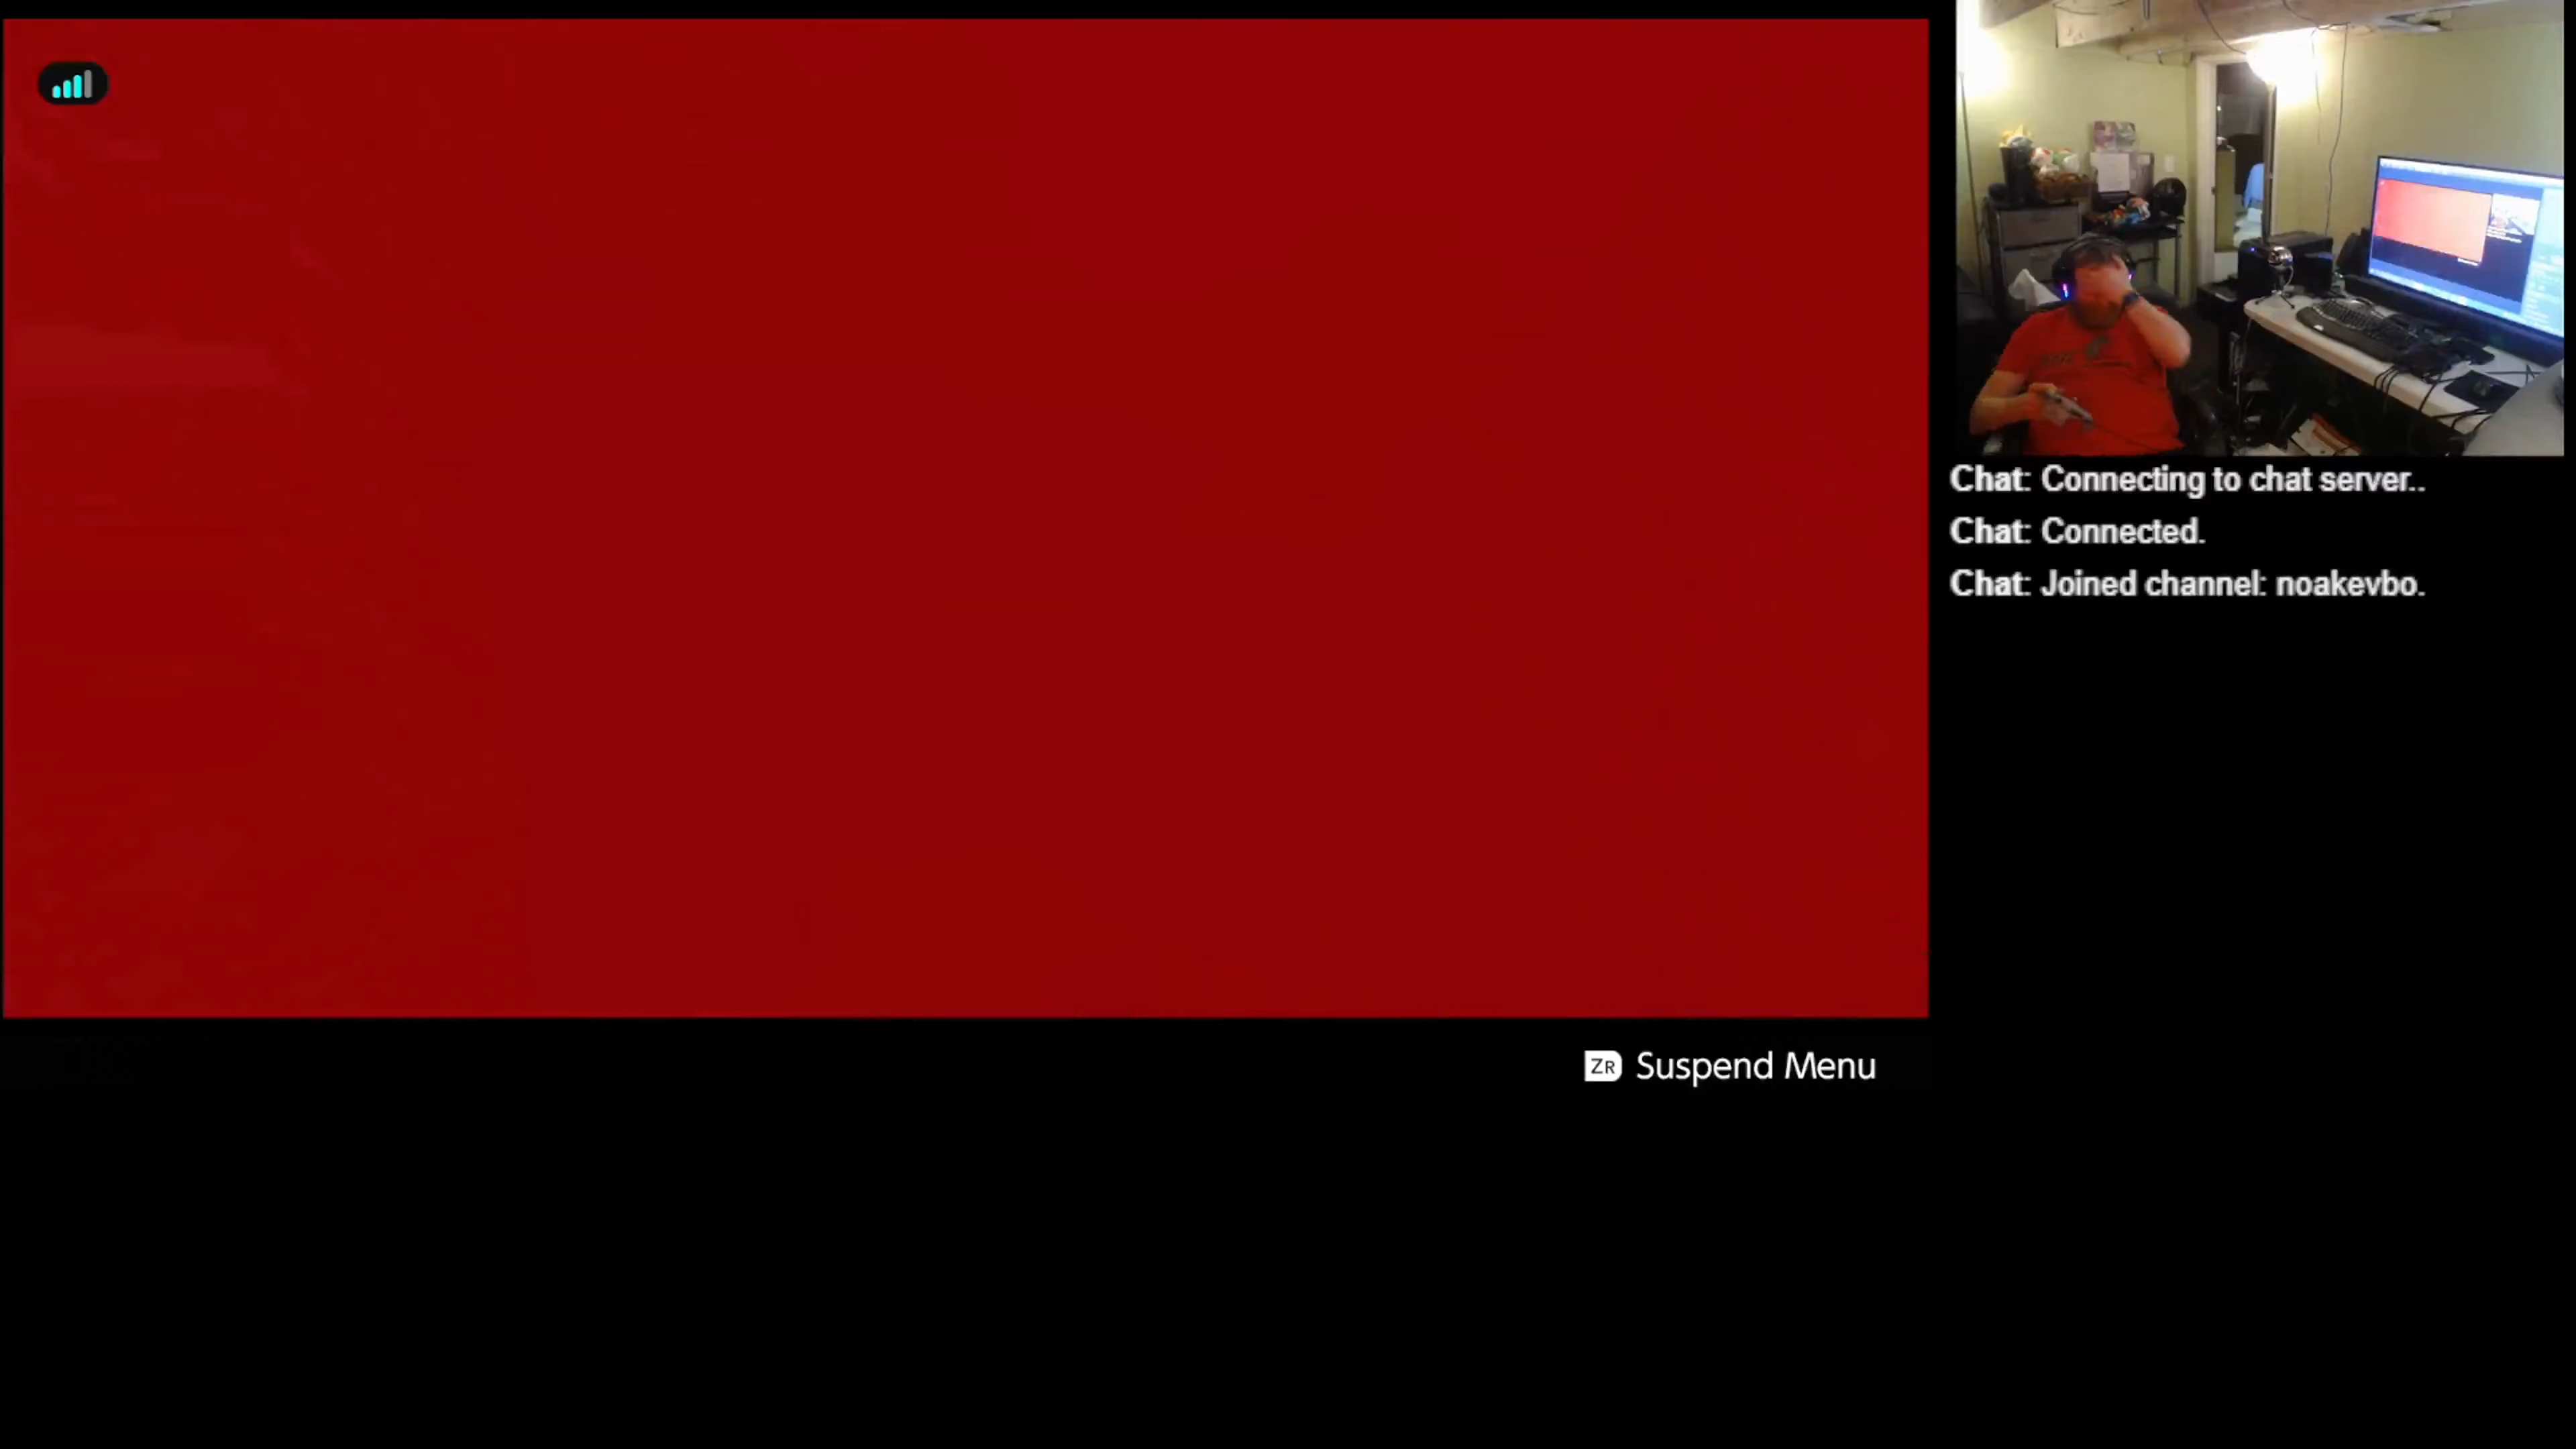 Chat: Connecting to chat server..
Chat: Connected.
Chat: Joined channel: noakevbo.
ZR Suspend Menu